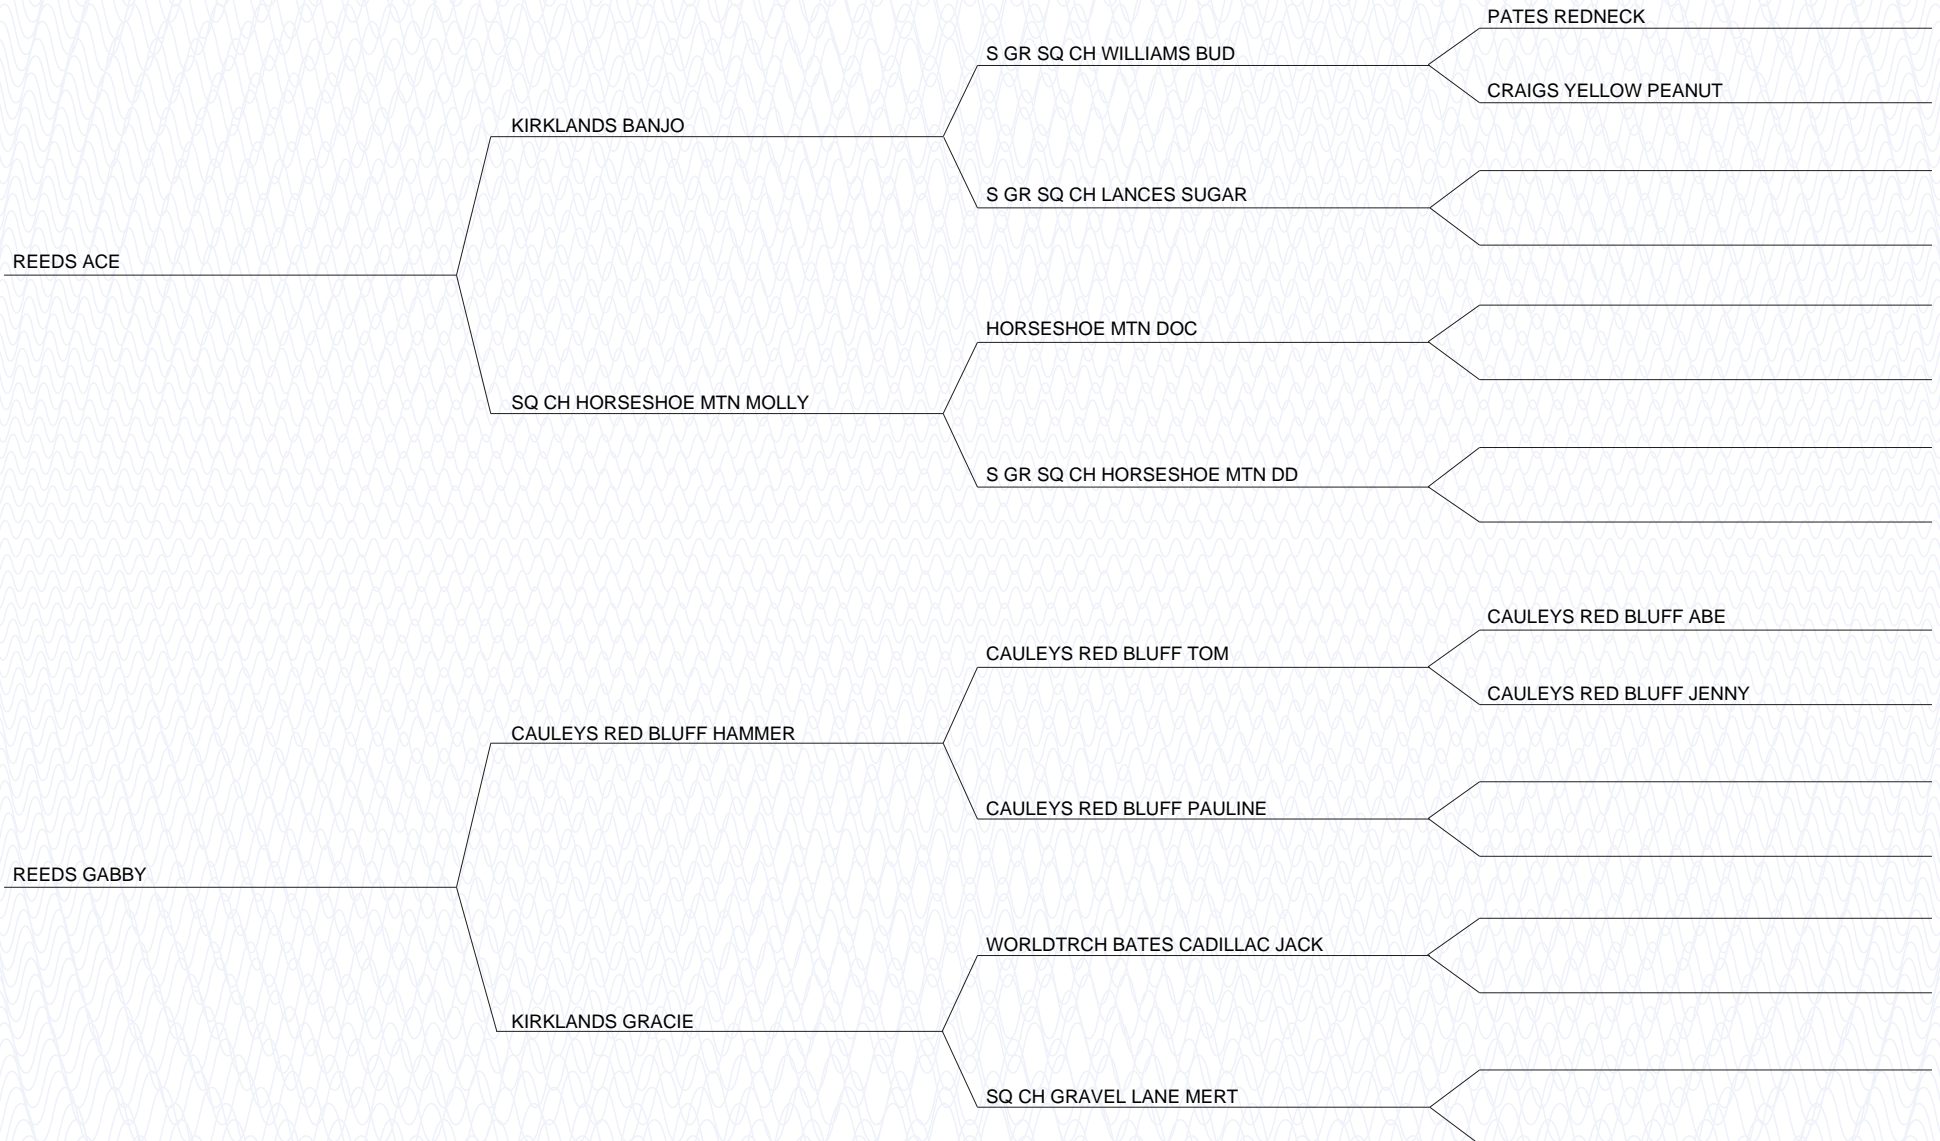 PATES REDNECK
S GR SQ CH WILLIAMS BUD
CRAIGS YELLOW PEANUT
KIRKLANDS BANJO
S GR SQ CH LANCES SUGAR
REEDS ACE
HORSESHOE MTN DOC
SQ CH HORSESHOE MTN MOLLY
S GR SQ CH HORSESHOE MTN DD
CAULEYS RED BLUFF ABE
CAULEYS RED BLUFF TOM
CAULEYS RED BLUFF JENNY
CAULEYS RED BLUFF HAMMER
CAULEYS RED BLUFF PAULINE
REEDS GABBY
WORLDTRCH BATES CADILLAC JACK
KIRKLANDS GRACIE
SQ CH GRAVEL LANE MERT